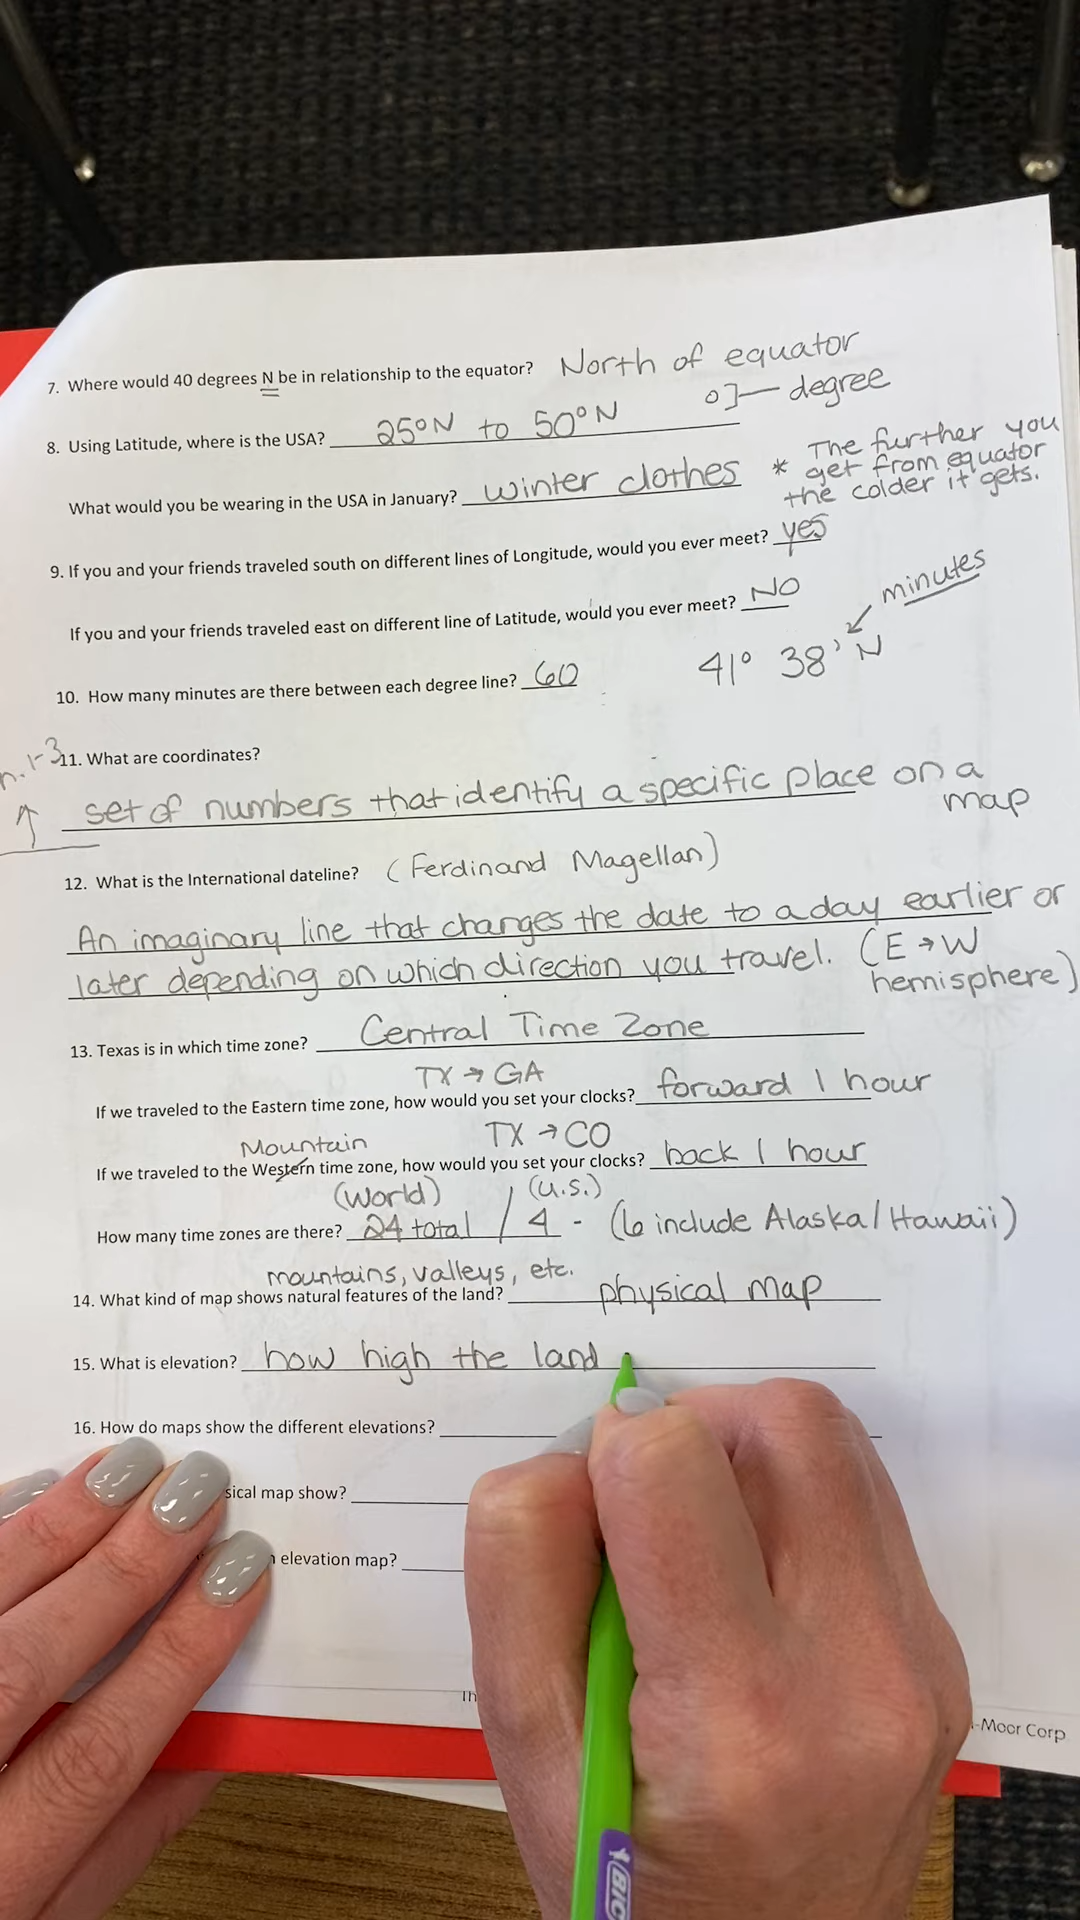 7. Where would 40 degrees N be in relationship to the equator? North of equator
o]— degree
8. Using Latitude, where is the USA? 25°N to 50°N
What would you be wearing in the USA in January? winter clothes
* The further you
get from equator
the colder it gets.
9. If you and your friends traveled south on different lines of Longitude, would you ever meet? yes
If you and your friends traveled east on different line of Latitude, would you ever meet? NO
minutes
10. How many minutes are there between each degree line? 60
41° 38' N
1-3
11. What are coordinates?
set of numbers that identify a specific place on a
map
12. What is the International dateline? (Ferdinand Magellan)
An imaginary line that changes the date to a day earlier or
later depending on which direction you travel. (E → W
hemisphere)
13. Texas is in which time zone? Central Time Zone
TX → GA
If we traveled to the Eastern time zone, how would you set your clocks? forward 1 hour
Mountain TX → CO
If we traveled to the Western time zone, how would you set your clocks? back 1 hour
(World) (U.S.)
How many time zones are there? 24 total / 4 - (6 include Alaska/Hawaii)
mountains, valleys, etc.
14. What kind of map shows natural features of the land? physical map
15. What is elevation? how high the land
16. How do maps show the different elevations?
sical map show?
elevation map?
-Moor Corp
BIC